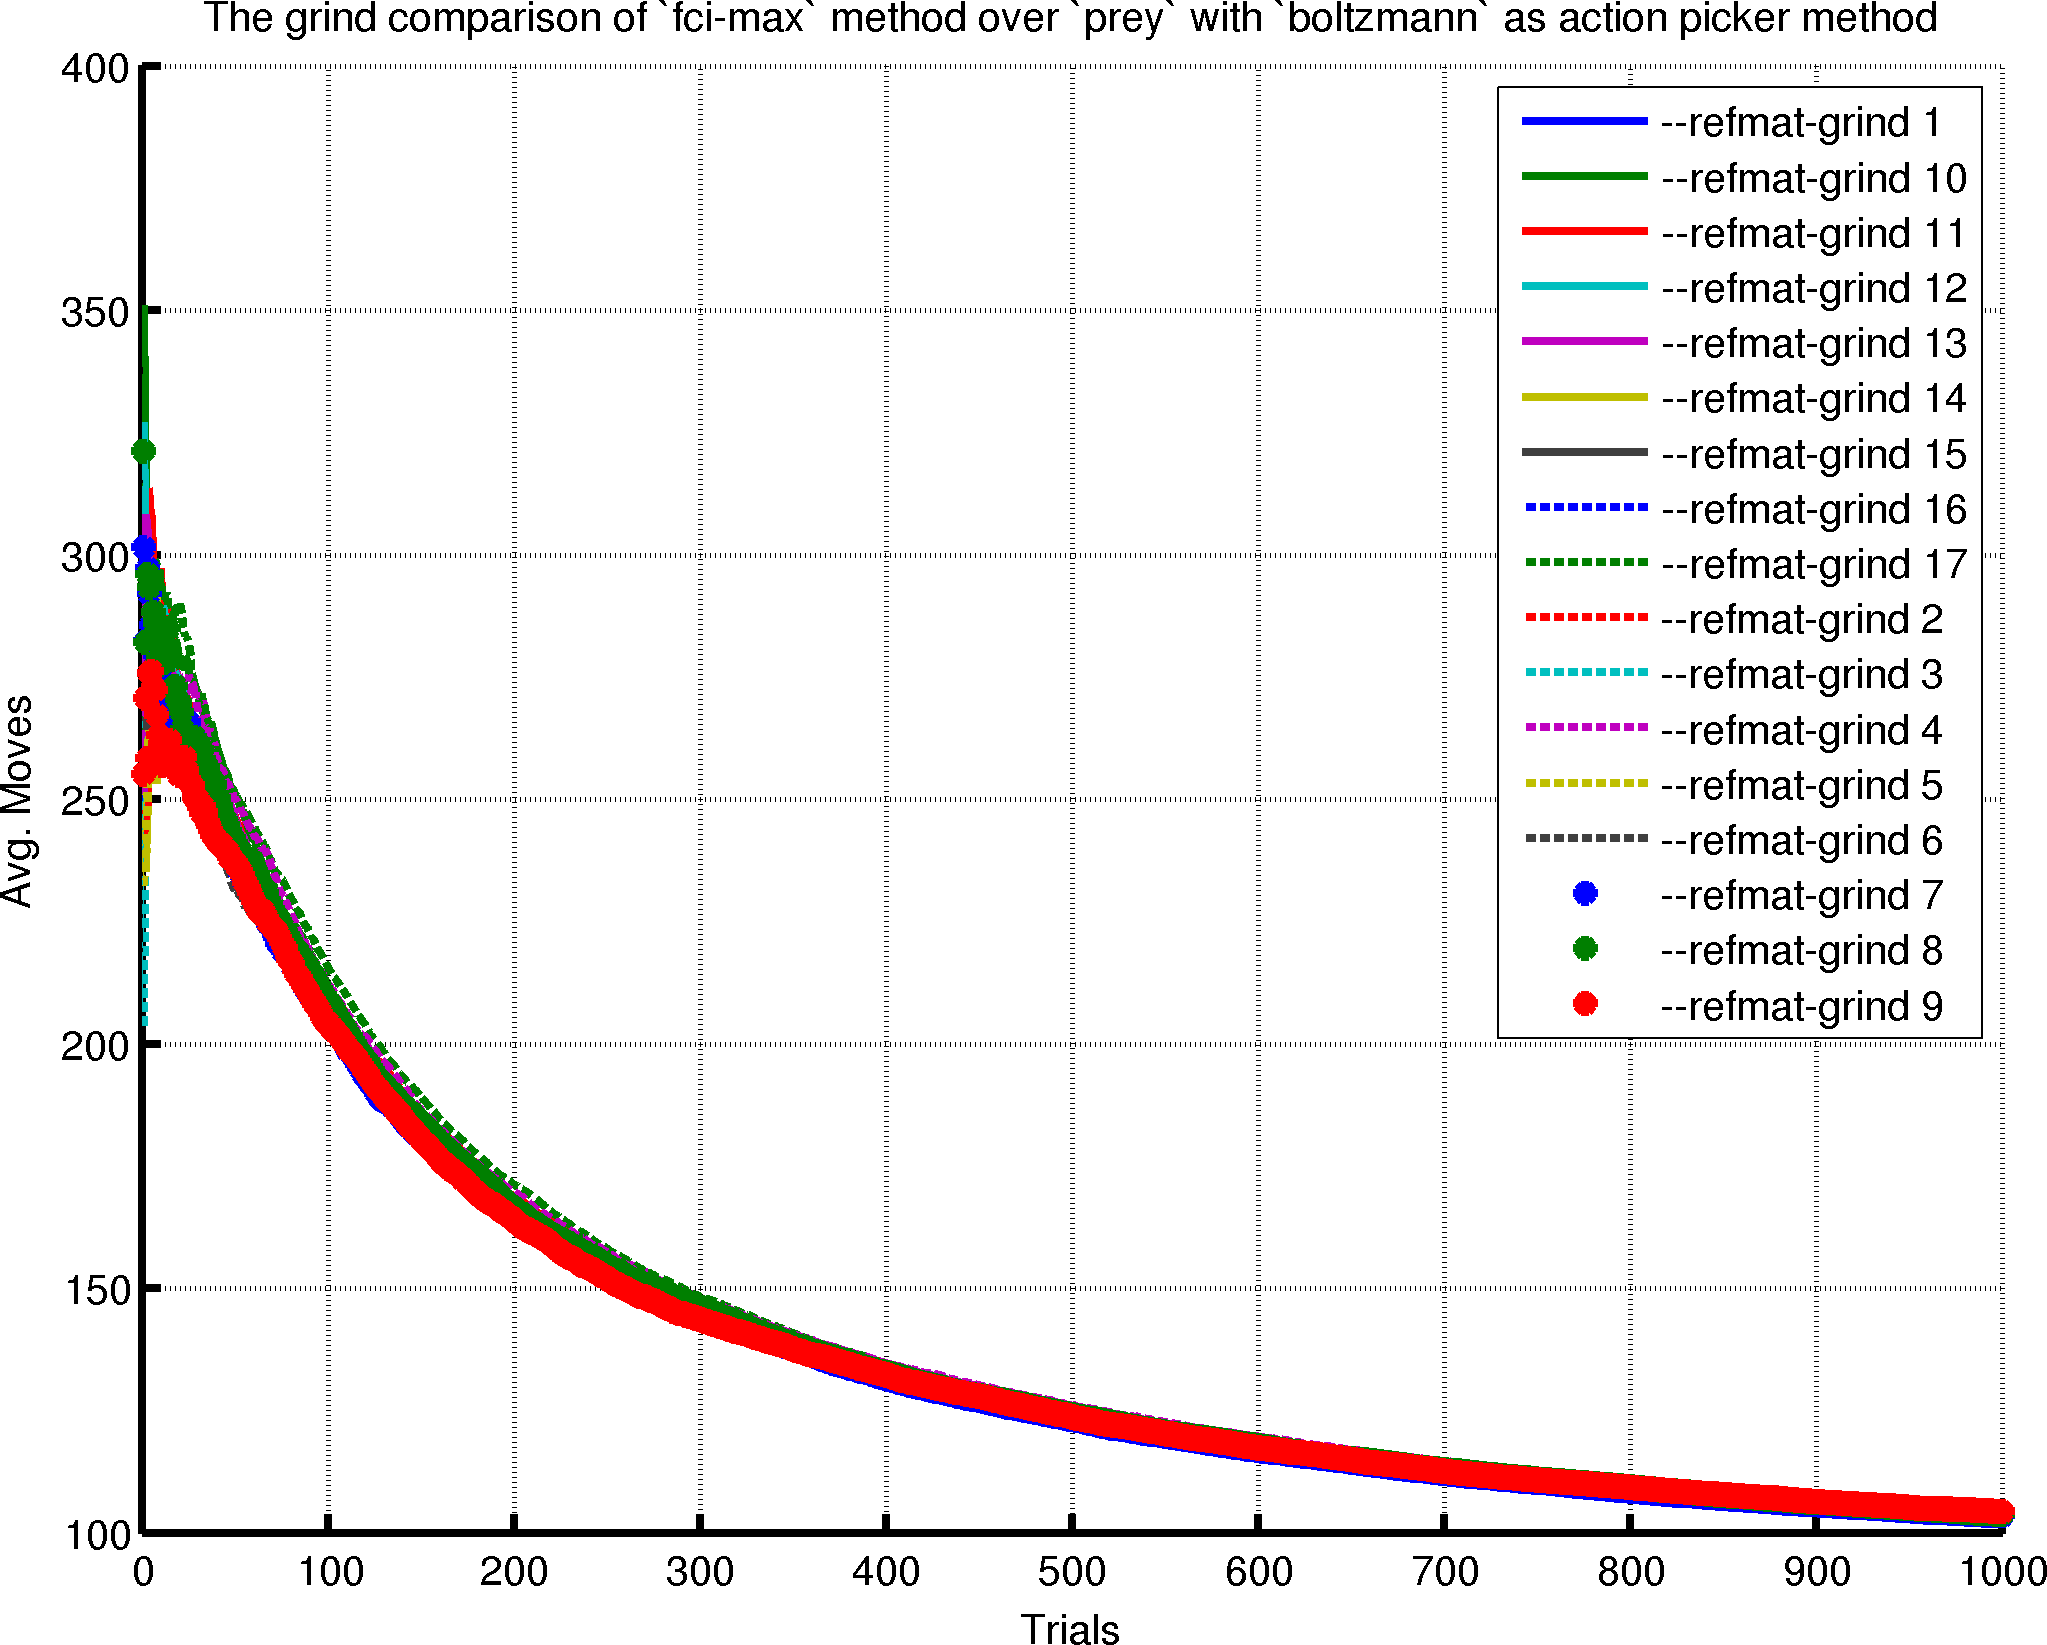 The grind comparison of `fci-max` method over `prey` with `boltzmann` as action picker method
400
350
300
250
200
150
100
Avg. Moves
--refmat-grind 1
--refmat-grind 10
--refmat-grind 11
--refmat-grind 12
--refmat-grind 13
--refmat-grind 14
--refmat-grind 15
--refmat-grind 16
--refmat-grind 17
--refmat-grind 2
--refmat-grind 3
--refmat-grind 4
--refmat-grind 5
--refmat-grind 6
--refmat-grind 7
--refmat-grind 8
--refmat-grind 9
0 100 200 300 400 500 600 700 800 900 1000
Trials